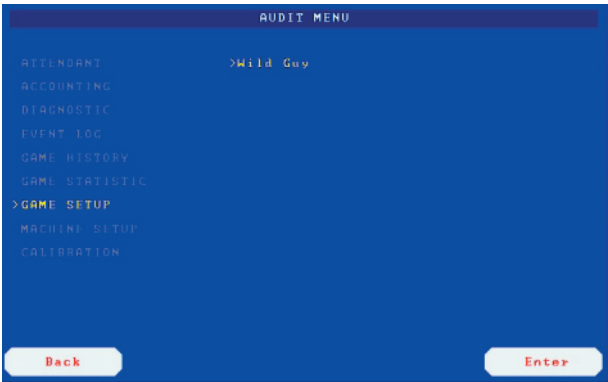 AUDIT MENU
ATTENDANT
>Wild Guy
ACCOUNTING
DIAGNOSTIC
EVENT LOG
GAME HISTORY
GAME STATISTIC
>GAME SETUP
MACHINE SETUP
CALIBRATION
Back
Enter